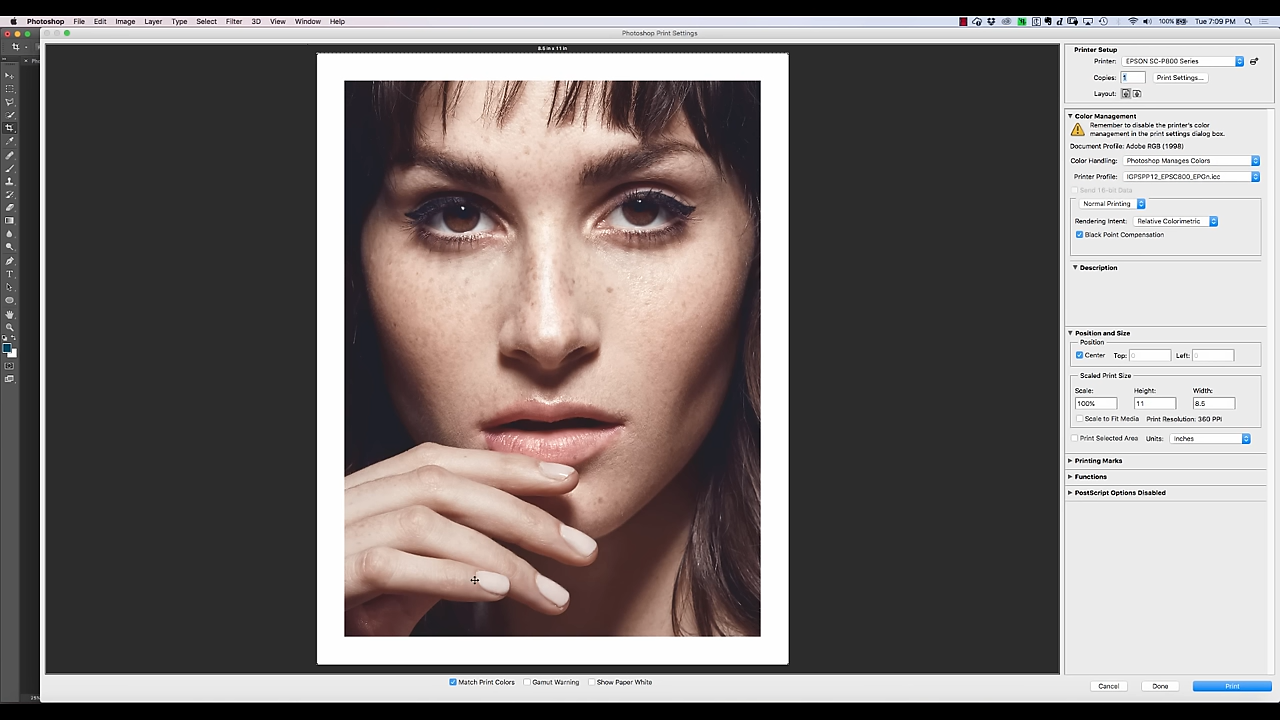 Photoshop File Edit Image Layer Type Select Filter 3D View Window Help
100% Tue 7:09 PM
Photoshop Print Settings
8.5 in x 11 in
Printer Setup
Printer: EPSON SC-P800 Series
Copies: 1 Print Settings...
Layout:
Color Management
Remember to disable the printer's color
management in the print settings dialog box.
Document Profile: Adobe RGB (1998)
Color Handling: Photoshop Manages Colors
Printer Profile: IGPSPP12_EPSC800_EPGn.icc
Send 16-bit Data
Normal Printing
Rendering Intent: Relative Colorimetric
Black Point Compensation
Description
Position and Size
Position
Center Top: 0 Left: 0
Scaled Print Size
Scale: Height: Width:
100% 11 8.5
Scale to Fit Media Print Resolution: 360 PPI
Print Selected Area Units: Inches
Printing Marks
Functions
PostScript Options Disabled
Match Print Colors Gamut Warning Show Paper White
Cancel Done Print